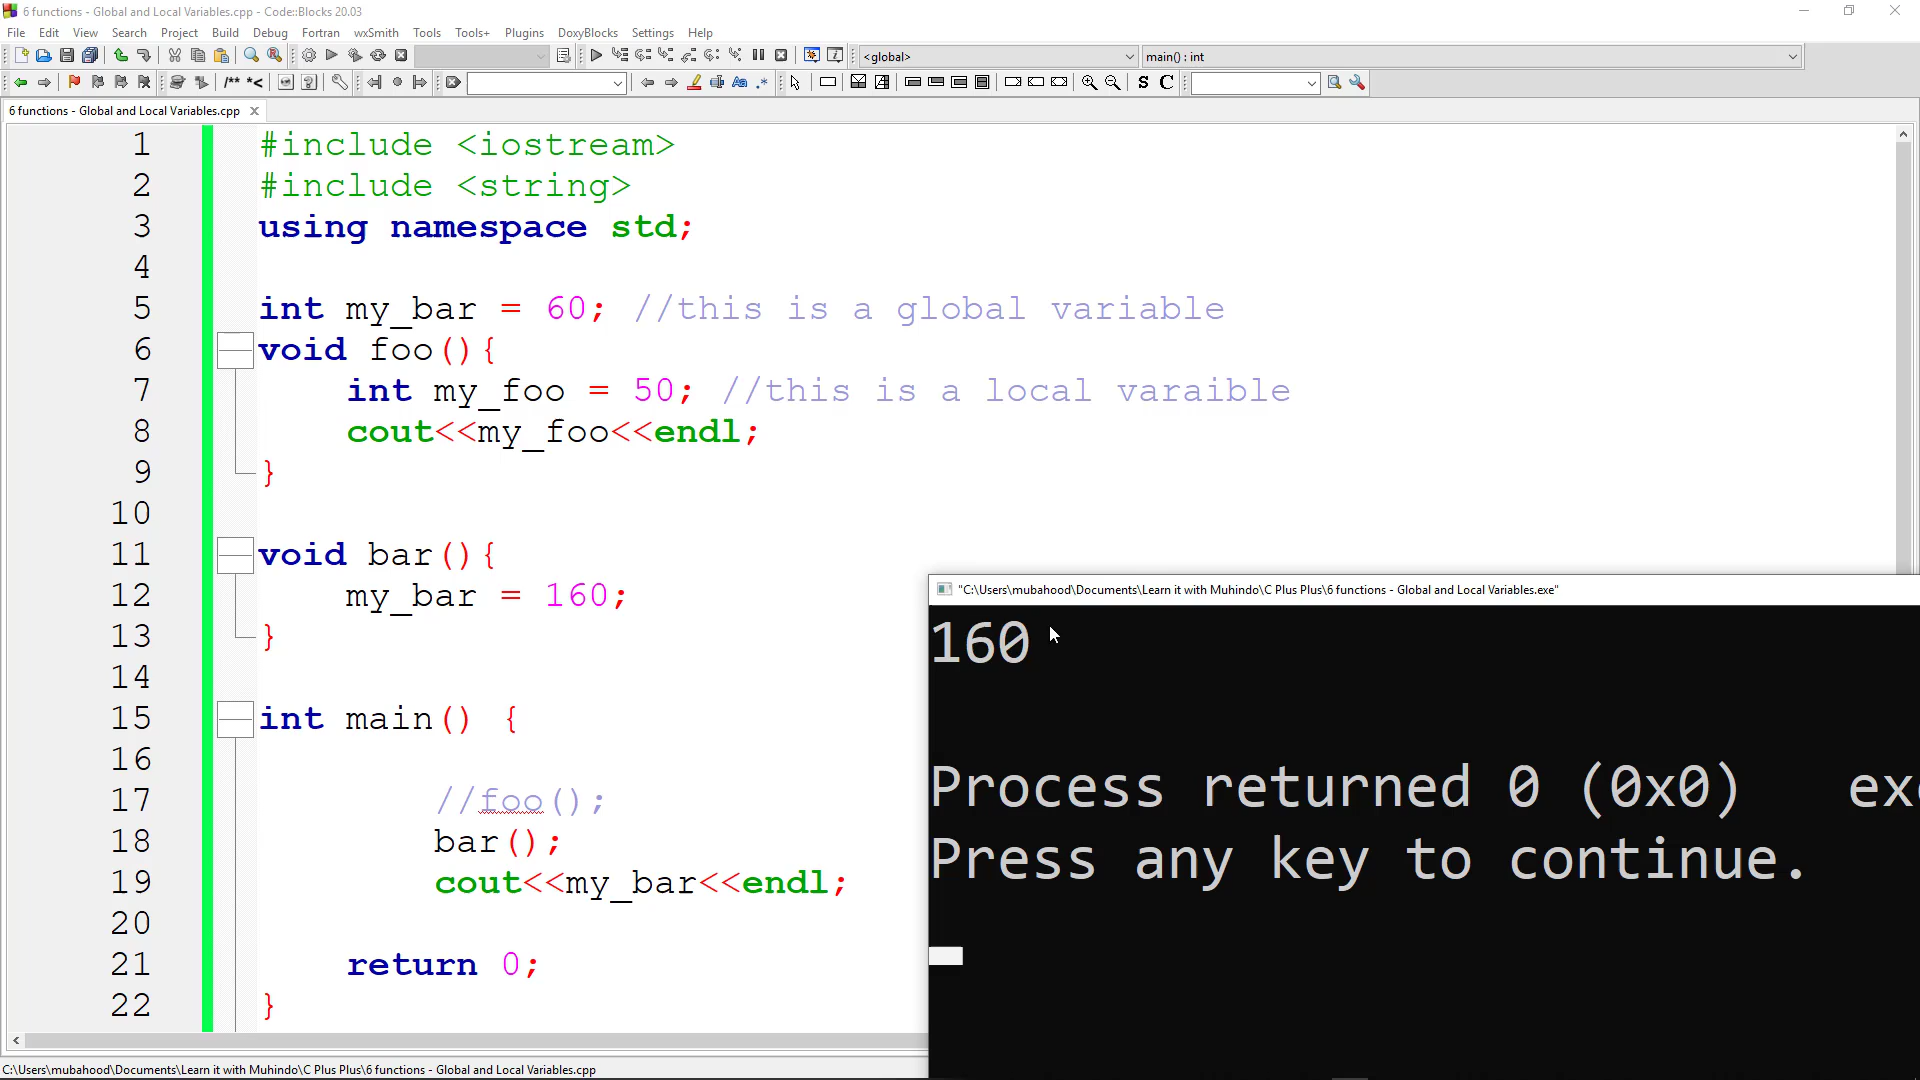 6 functions - Global and Local Variables.cpp - Code::Blocks 20.03
File Edit View Search Project Build Debug Fortran wxSmith Tools Tools+ Plugins DoxyBlocks Settings Help
<global> main() : int
/** *< Aa .* S C
6 functions - Global and Local Variables.cpp
1 #include <iostream>
2 #include <string>
3 using namespace std;
4
5 int my_bar = 60; //this is a global variable
6 void foo(){
7 int my_foo = 50; //this is a local varaible
8 cout<<my_foo<<endl;
9 }
10
11 void bar(){
12 my_bar = 160;
13 }
14
15 int main() {
16
17 //foo();
18 bar();
19 cout<<my_bar<<endl;
20
21 return 0;
22 }
"C:\Users\mubahood\Documents\Learn it with Muhindo\C Plus Plus\6 functions - Global and Local Variables.exe"
160
Process returned 0 (0x0) exe
Press any key to continue.
C:\Users\mubahood\Documents\Learn it with Muhindo\C Plus Plus\6 functions - Global and Local Variables.cpp